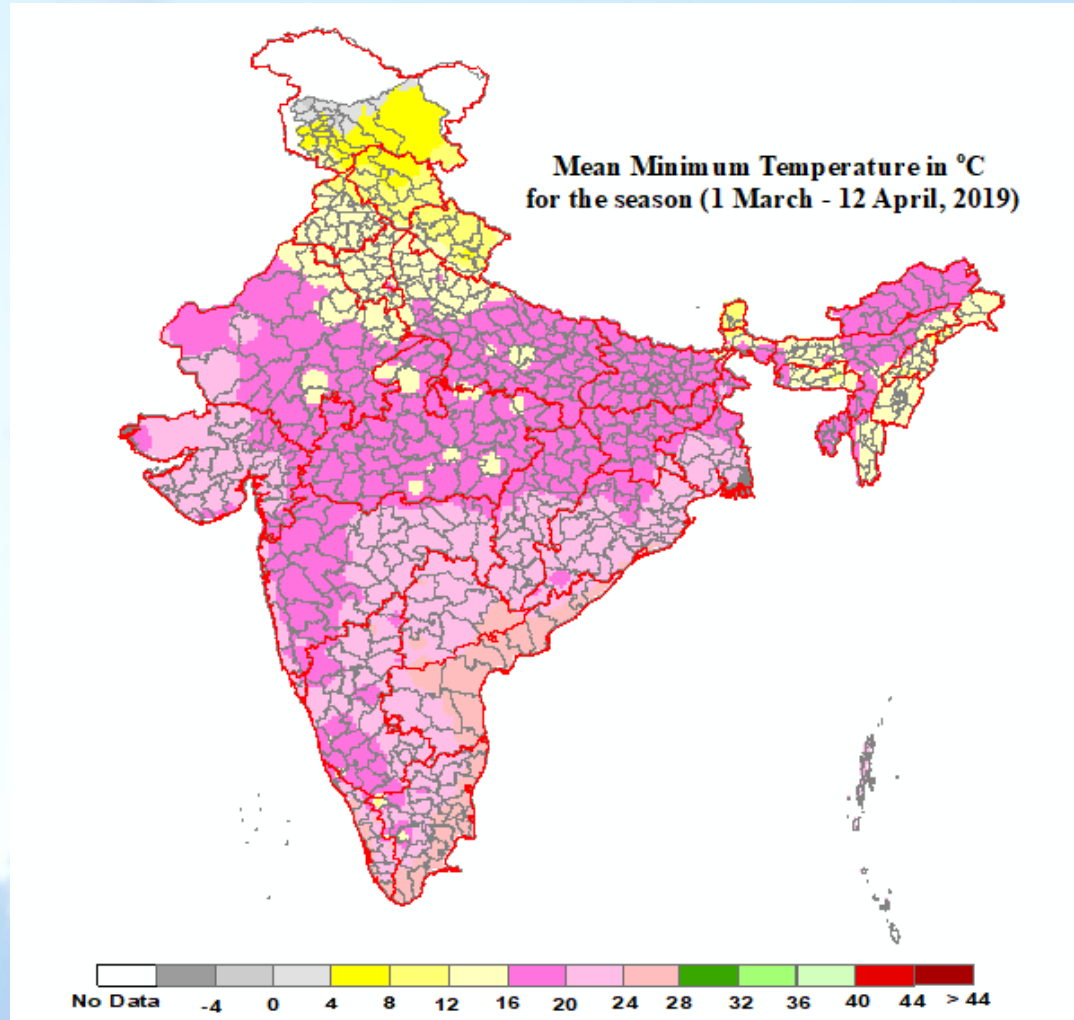 Mean Minimum Temperature in °C
for the season (1 March - 12 April, 2019)
No Data -4 0 4 8 12 16 20 24 28 32 36 40 44 > 44